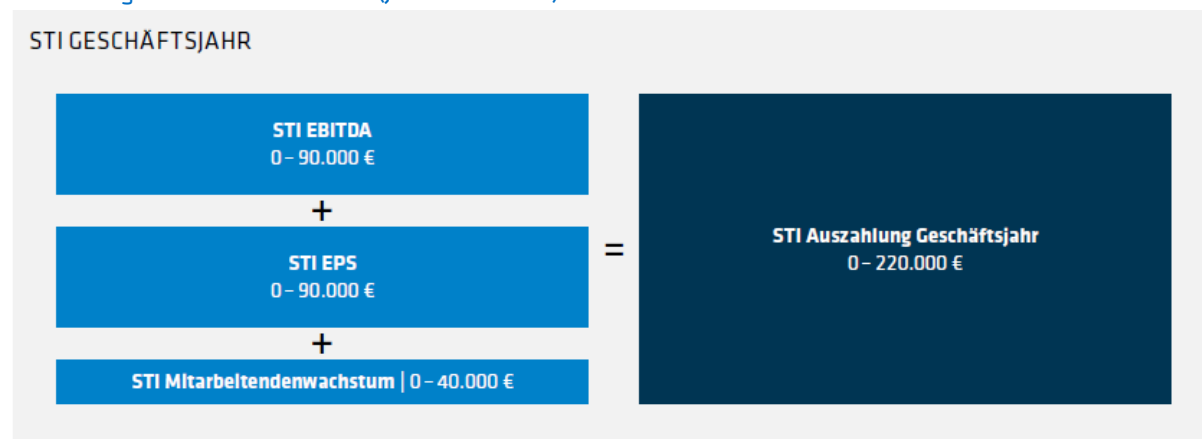 STI GESCHÄFTSJAHR
STI EBITDA
0 – 90.000 €
+
STI EPS
0 – 90.000 €
+
STI Mitarbeitendenwachstum | 0 – 40.000 €
=
STI Auszahlung Geschäftsjahr
0 – 220.000 €